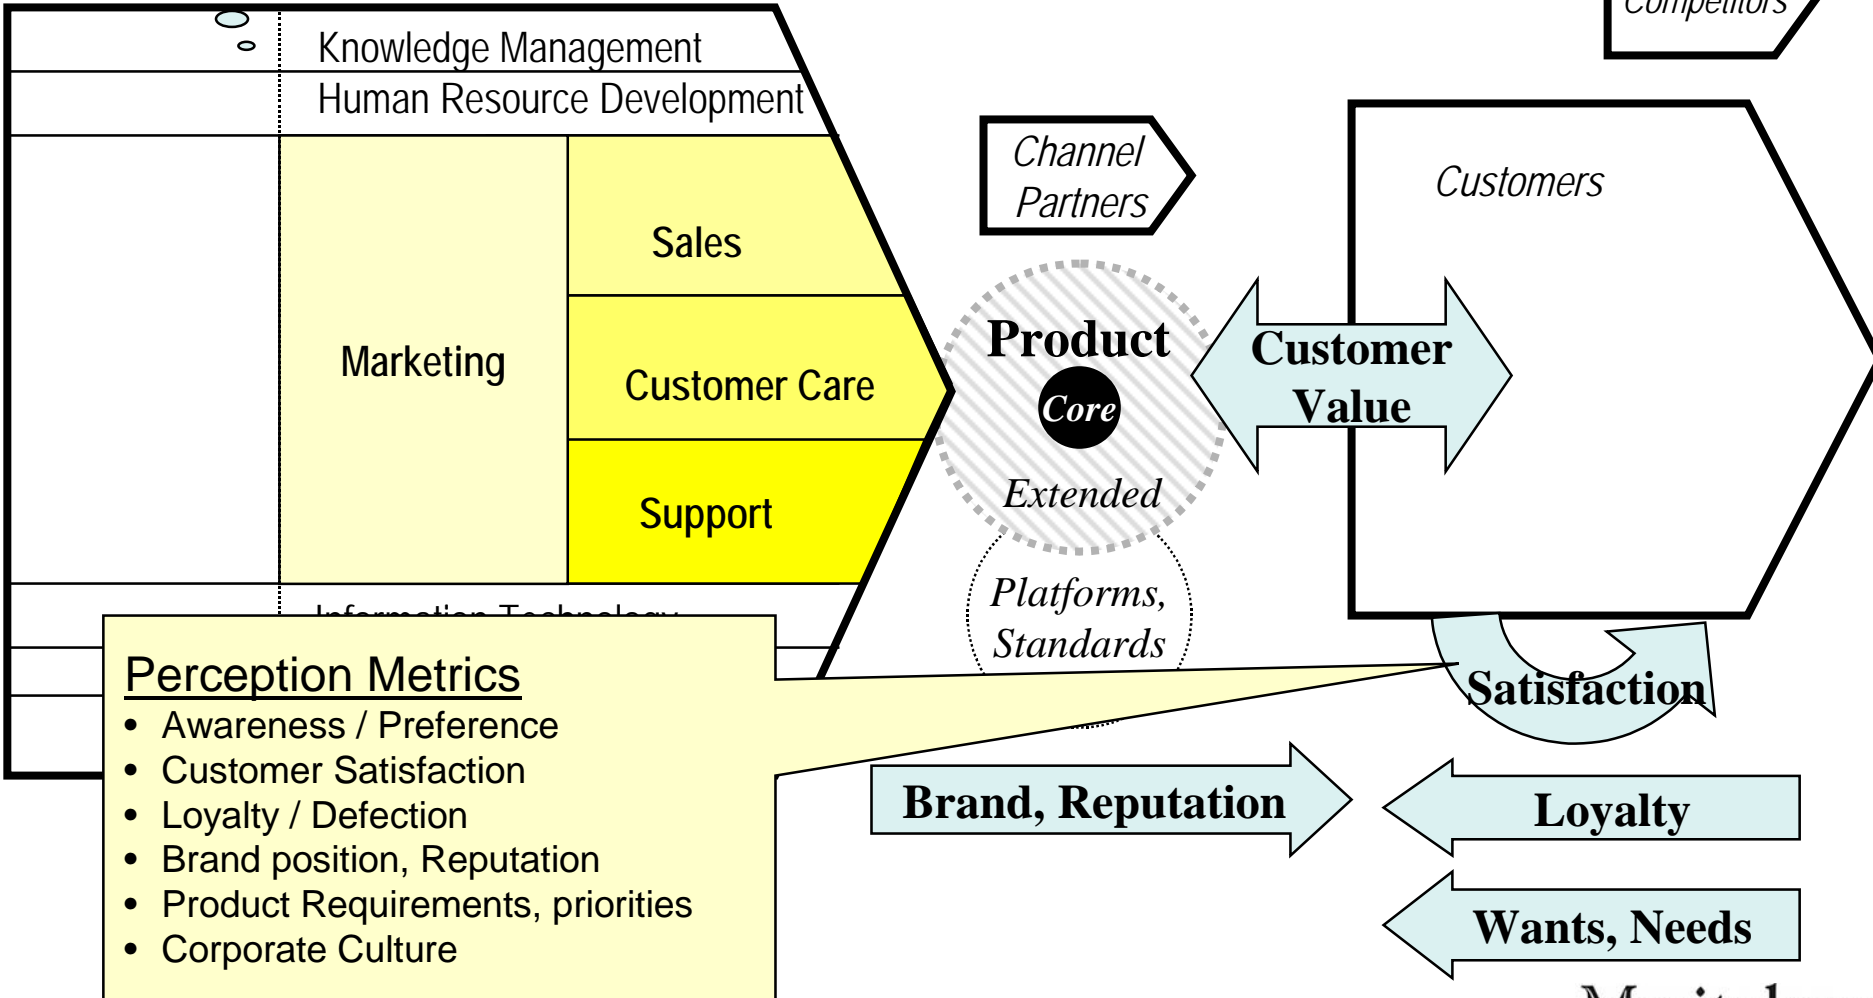 Competitors
Knowledge Management
Human Resource Development
Channel
Partners
Customers
Sales
Marketing
Customer Care
Support
Product
Core
Extended
Customer
Value
Information Technology
Platforms,
Standards
Perception Metrics
• Awareness / Preference
• Customer Satisfaction
• Loyalty / Defection
• Brand position, Reputation
• Product Requirements, priorities
• Corporate Culture
Satisfaction
Brand, Reputation
Loyalty
Wants, Needs